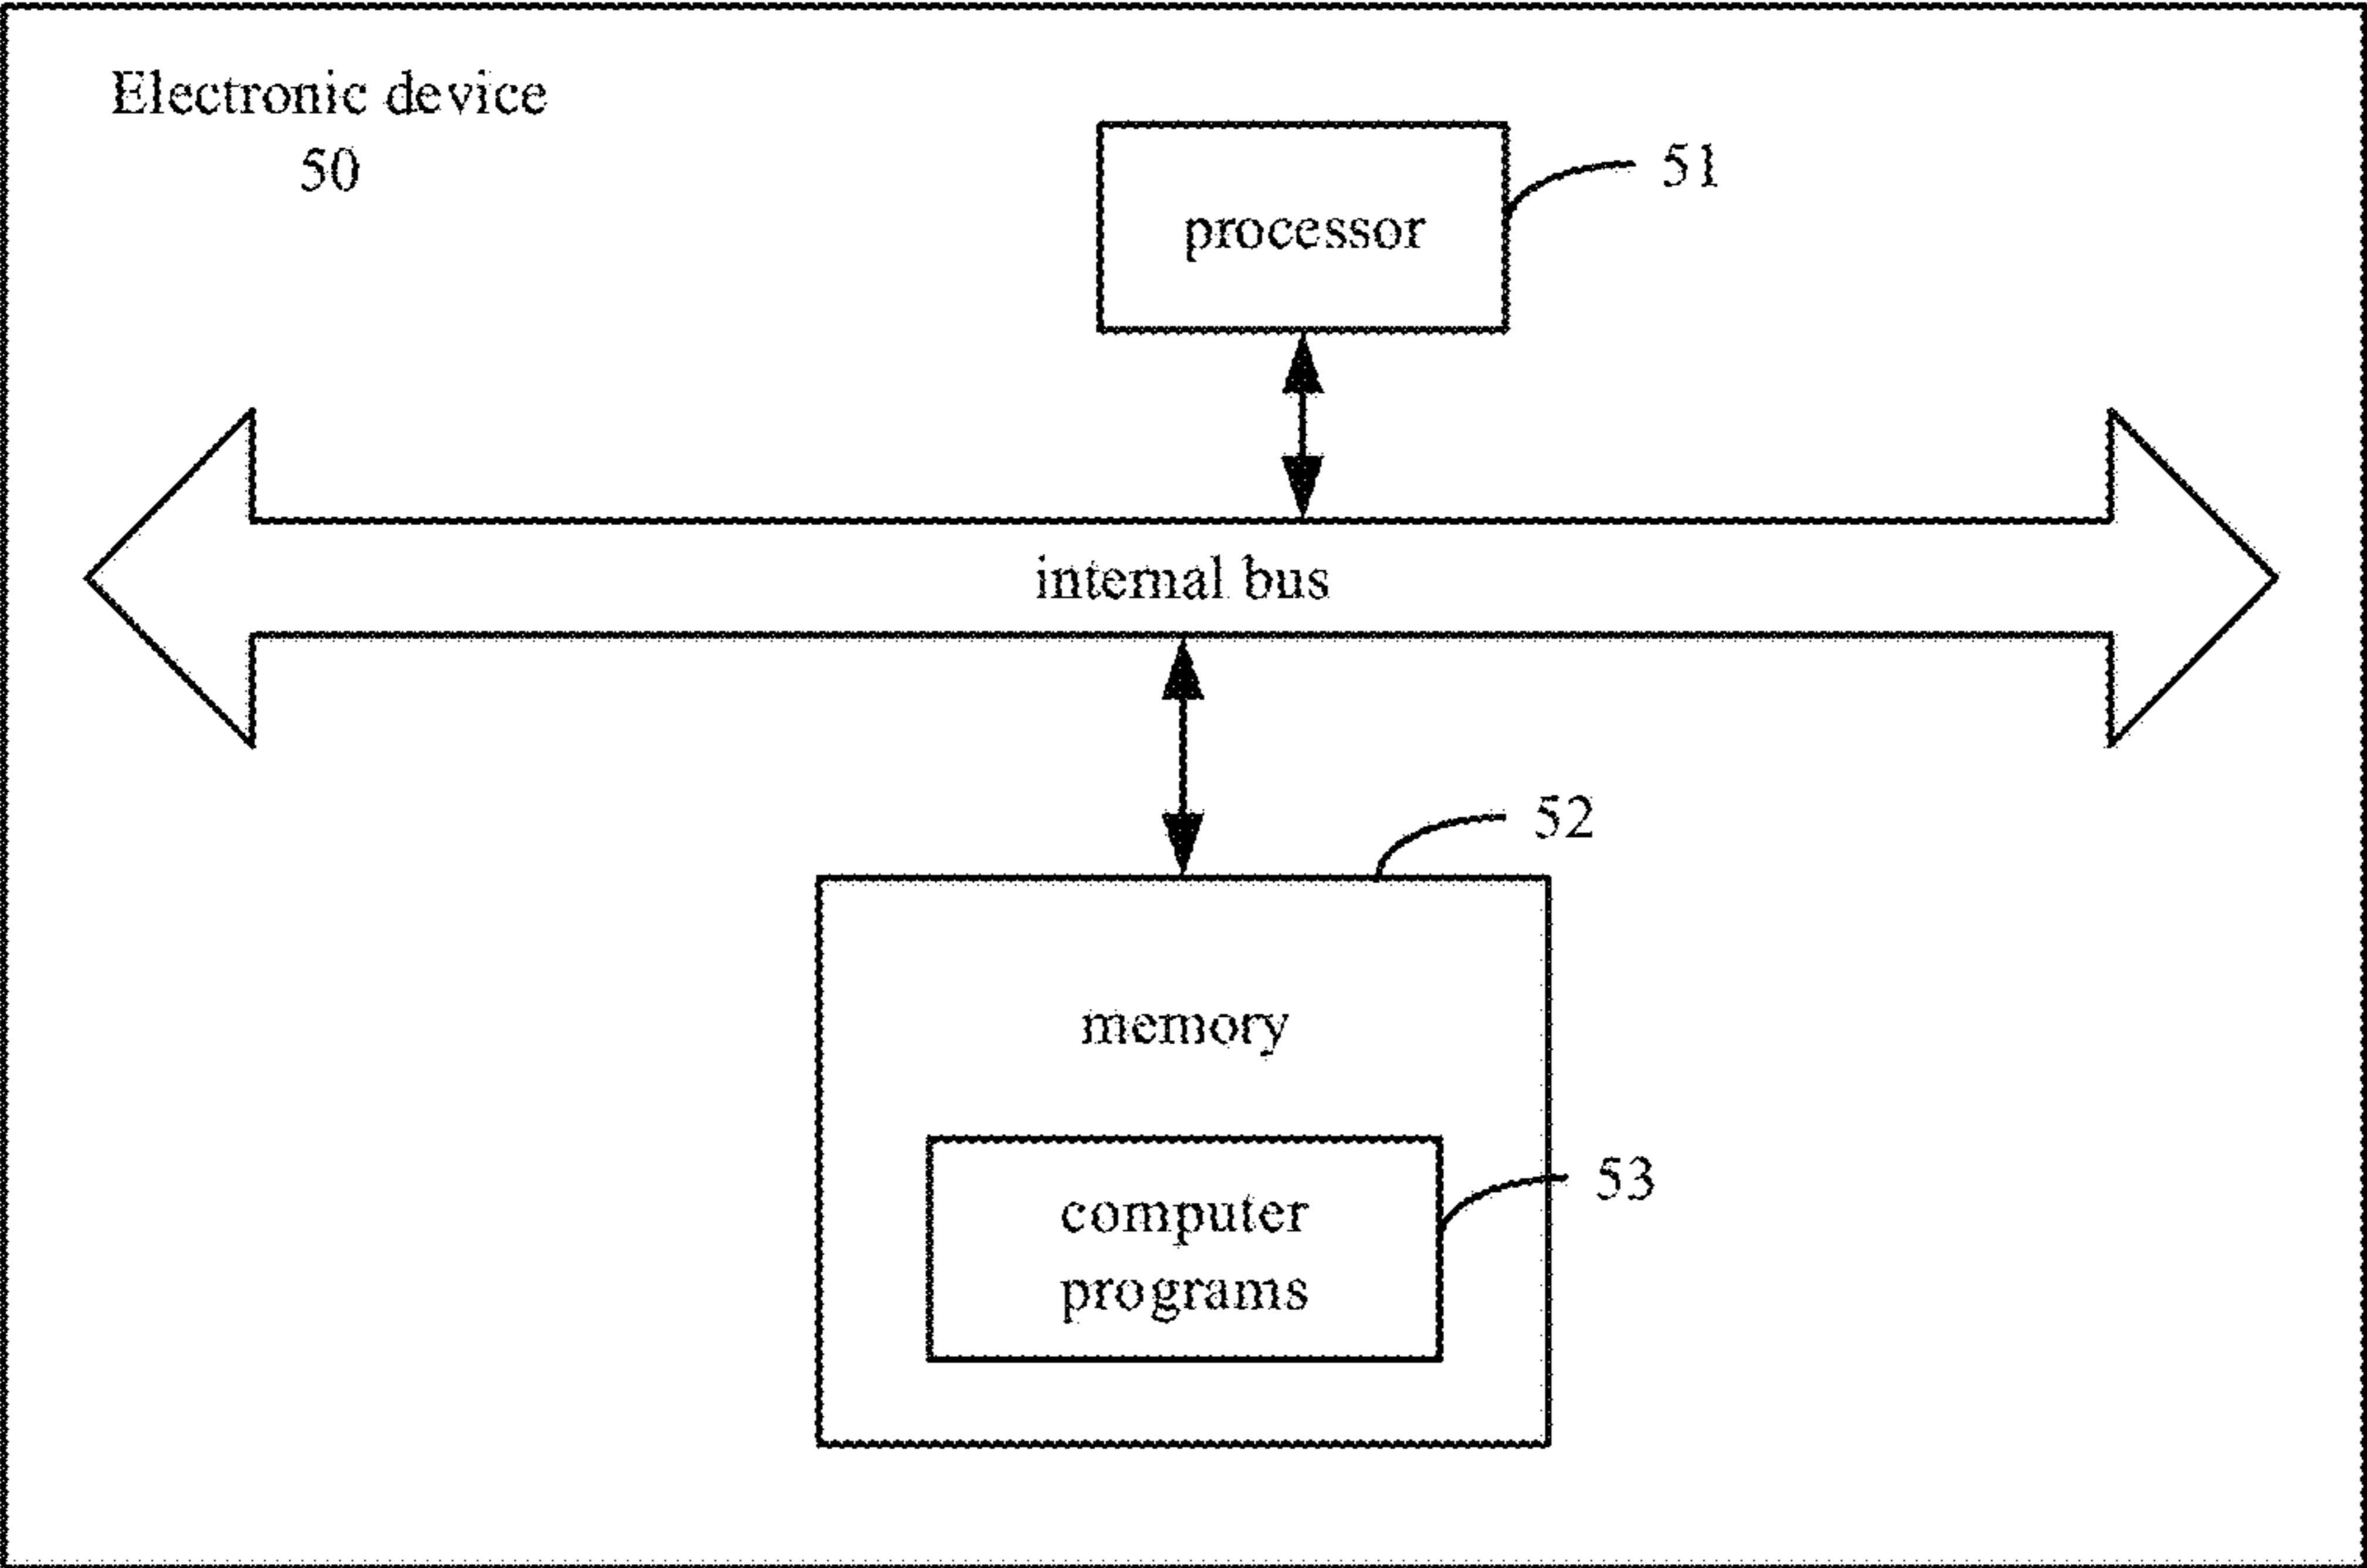 Electronic device
50
processor
51
internal bus
52
memory
computer
programs
53